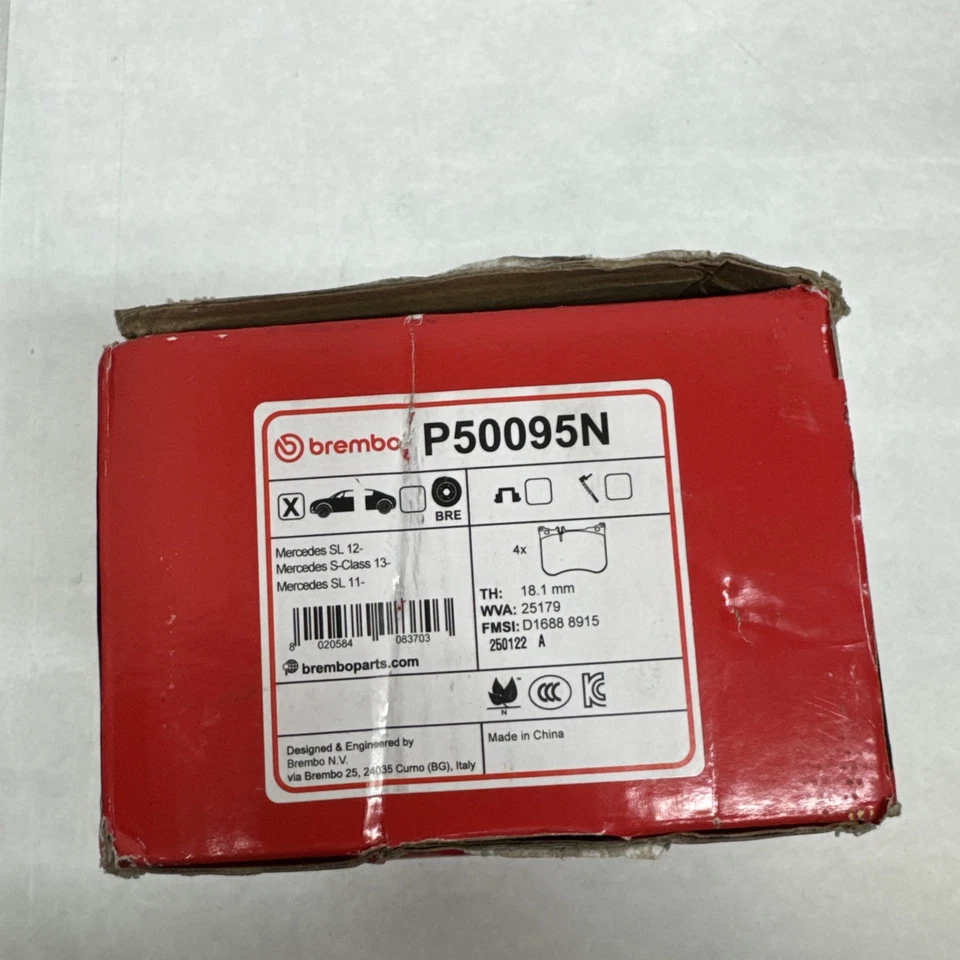 brembo P50095N
X
BRE
Mercedes SL 12-
Mercedes S-Class 13-
Mercedes SL 11-
8 020584 083703
bremboparts.com
4x
TH: 18.1 mm
WVA: 25179
FMSI: D1688 8915
250122 A
N
CCC
KC
Designed & Engineered by
Brembo N.V.
via Brembo 25, 24035 Curno (BG), Italy
Made in China